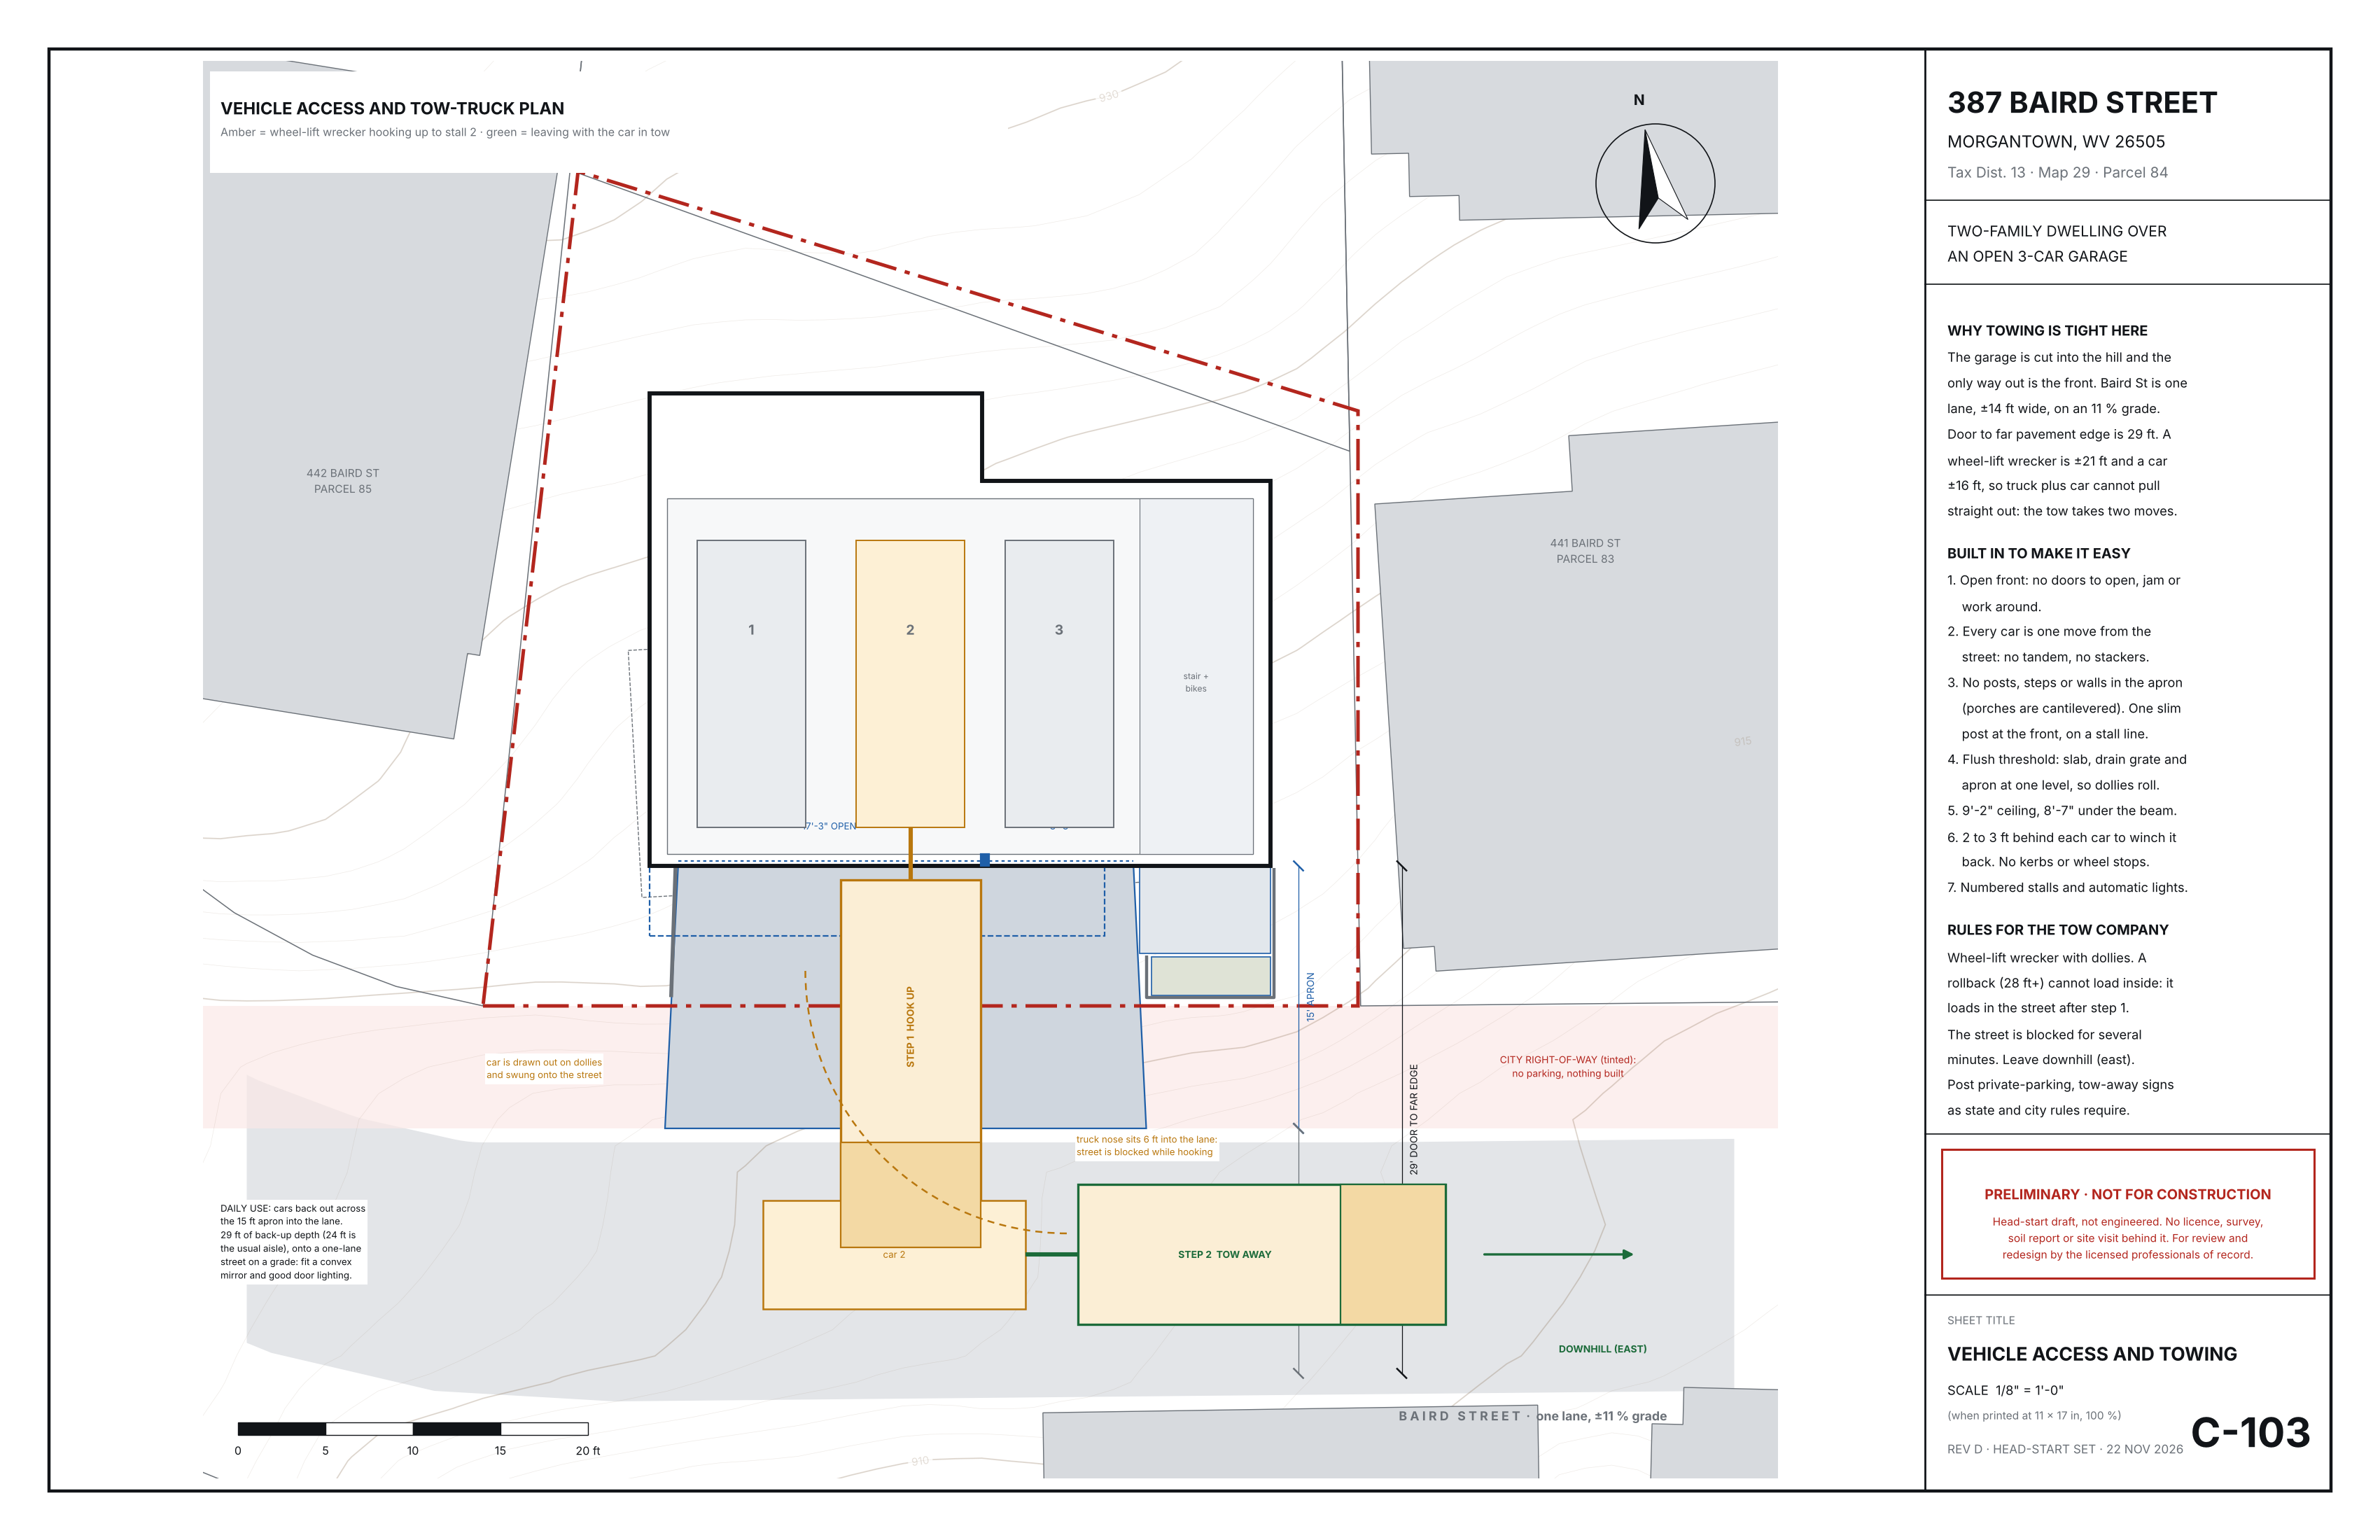 VEHICLE ACCESS AND TOW-TRUCK PLAN
Amber = wheel-lift wrecker hooking up to stall 2 · green = leaving with the car in tow
930
N
442 BAIRD ST
PARCEL 85
441 BAIRD ST
PARCEL 83
1
2
3
stair +
bikes
915
7'-3" OPEN
15' APRON
STEP 1 HOOK UP
car is drawn out on dollies
and swung onto the street
CITY RIGHT-OF-WAY (tinted):
no parking, nothing built
29' DOOR TO FAR EDGE
truck nose sits 6 ft into the lane:
street is blocked while hooking
DAILY USE: cars back out across
the 15 ft apron into the lane.
29 ft of back-up depth (24 ft is
the usual aisle), onto a one-lane
street on a grade: fit a convex
mirror and good door lighting.
car 2
STEP 2 TOW AWAY
DOWNHILL (EAST)
BAIRD STREET · one lane, ±11 % grade
0 5 10 15 20 ft
910
387 BAIRD STREET
MORGANTOWN, WV 26505
Tax Dist. 13 · Map 29 · Parcel 84
TWO-FAMILY DWELLING OVER
AN OPEN 3-CAR GARAGE
WHY TOWING IS TIGHT HERE
The garage is cut into the hill and the
only way out is the front. Baird St is one
lane, ±14 ft wide, on an 11 % grade.
Door to far pavement edge is 29 ft. A
wheel-lift wrecker is ±21 ft and a car
±16 ft, so truck plus car cannot pull
straight out: the tow takes two moves.
BUILT IN TO MAKE IT EASY
1. Open front: no doors to open, jam or
work around.
2. Every car is one move from the
street: no tandem, no stackers.
3. No posts, steps or walls in the apron
(porches are cantilevered). One slim
post at the front, on a stall line.
4. Flush threshold: slab, drain grate and
apron at one level, so dollies roll.
5. 9'-2" ceiling, 8'-7" under the beam.
6. 2 to 3 ft behind each car to winch it
back. No kerbs or wheel stops.
7. Numbered stalls and automatic lights.
RULES FOR THE TOW COMPANY
Wheel-lift wrecker with dollies. A
rollback (28 ft+) cannot load inside: it
loads in the street after step 1.
The street is blocked for several
minutes. Leave downhill (east).
Post private-parking, tow-away signs
as state and city rules require.
PRELIMINARY · NOT FOR CONSTRUCTION
Head-start draft, not engineered. No licence, survey,
soil report or site visit behind it. For review and
redesign by the licensed professionals of record.
SHEET TITLE
VEHICLE ACCESS AND TOWING
SCALE 1/8" = 1'-0"
(when printed at 11 × 17 in, 100 %)
REV D · HEAD-START SET · 22 NOV 2026
C-103